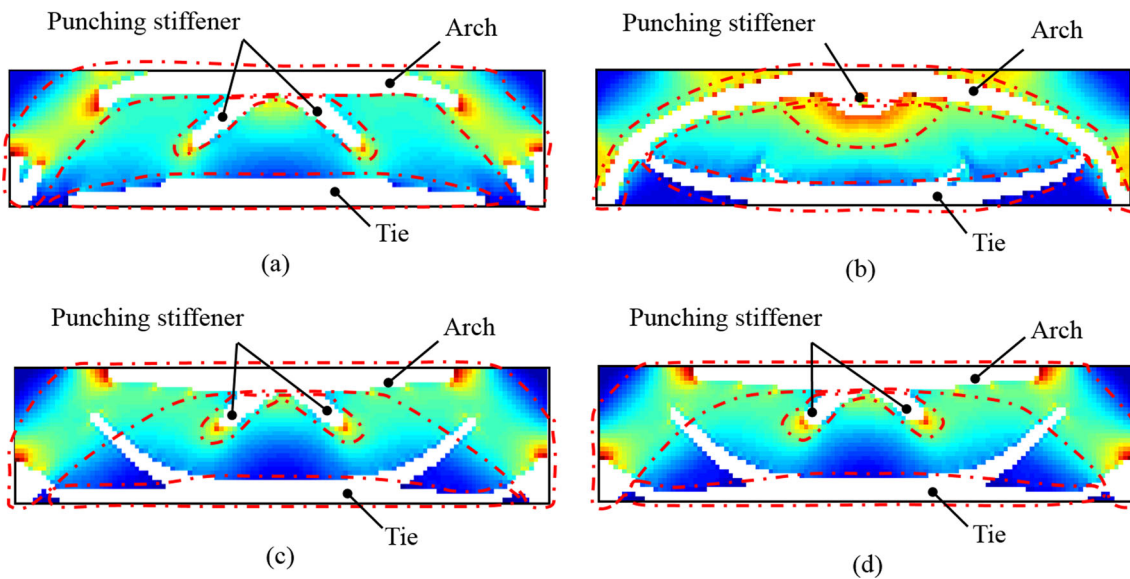 Punching stiffener
Arch
Tie
(a)
Punching stiffener
Arch
Tie
(b)
Punching stiffener
Arch
Tie
(c)
Punching stiffener
Arch
Tie
(d)